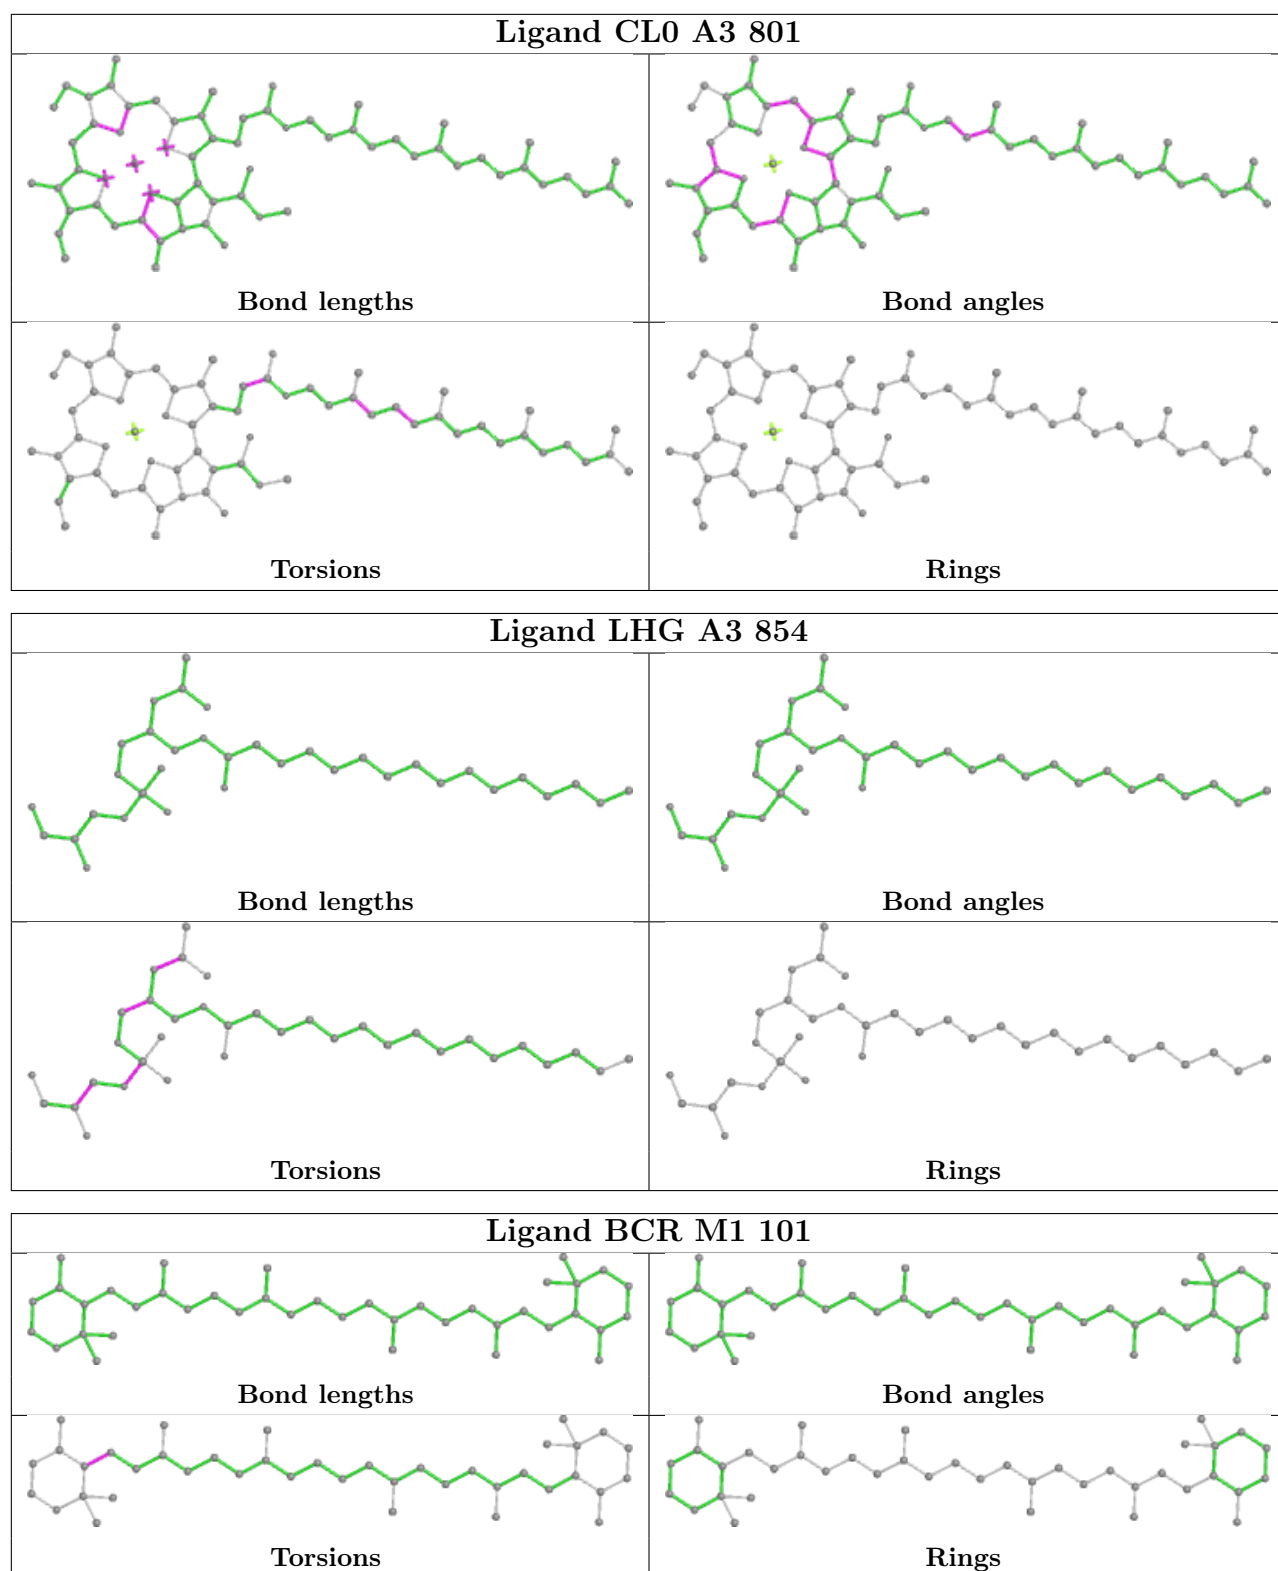 Ligand CL0 A3 801
Bond lengths
Bond angles
Torsions
Rings
Ligand LHG A3 854
Bond lengths
Bond angles
Torsions
Rings
Ligand BCR M1 101
Bond lengths
Bond angles
Torsions
Rings